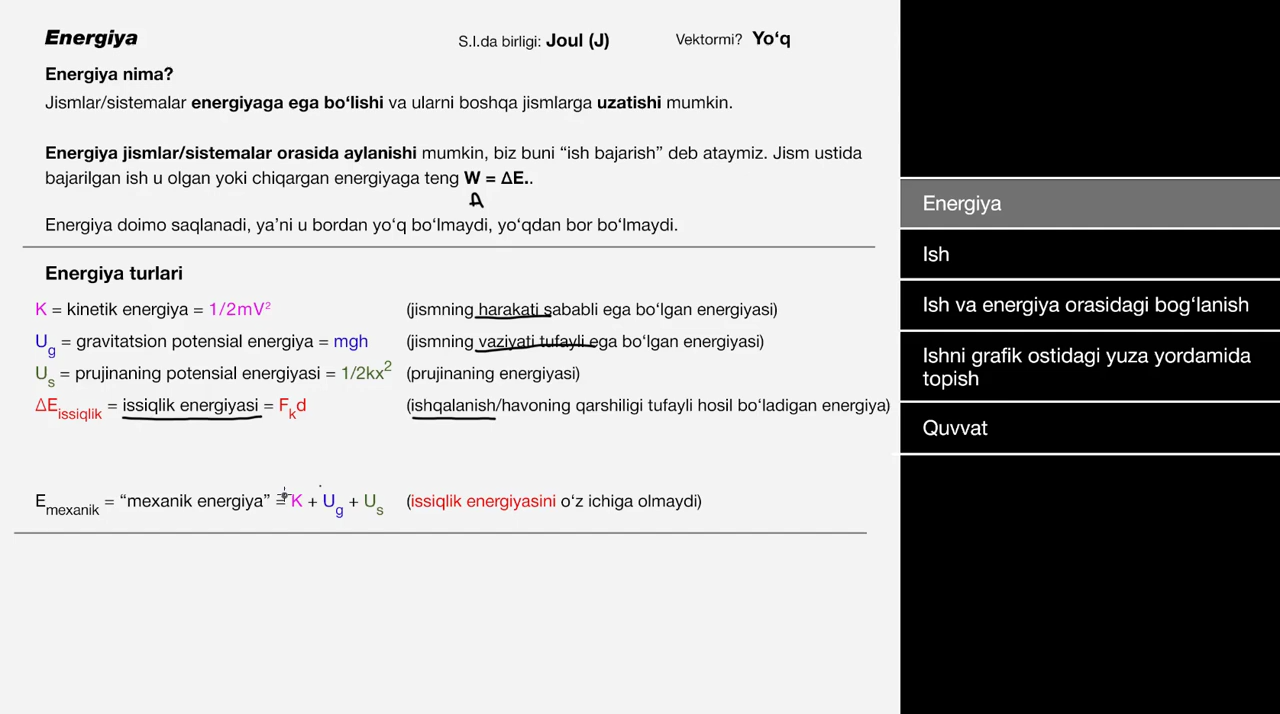 Energiya
S.I.da birligi: Joul (J)
Vektormi? Yo‘q
Energiya nima?
Jismlar/sistemalar energiyaga ega bo‘lishi va ularni boshqa jismlarga uzatishi mumkin.
Energiya jismlar/sistemalar orasida aylanishi mumkin, biz buni “ish bajarish” deb ataymiz. Jism ustida
bajarilgan ish u olgan yoki chiqargan energiyaga teng W = ΔE..
A
Energiya doimo saqlanadi, ya’ni u bordan yo‘q bo‘lmaydi, yo‘qdan bor bo‘lmaydi.
Energiya turlari
K = kinetik energiya = 1/2mV² (jismning harakati sababli ega bo‘lgan energiyasi)
Ug = gravitatsion potensial energiya = mgh (jismning vaziyati tufayli ega bo‘lgan energiyasi)
Us = prujinaning potensial energiyasi = 1/2kx² (prujinaning energiyasi)
ΔEissiqlik = issiqlik energiyasi = Fkd (ishqalanish/havoning qarshiligi tufayli hosil bo‘ladigan energiya)
Emexanik = “mexanik energiya” = K + Ug + Us (issiqlik energiyasini o‘z ichiga olmaydi)
Energiya
Ish
Ish va energiya orasidagi bog‘lanish
Ishni grafik ostidagi yuza yordamida
topish
Quvvat